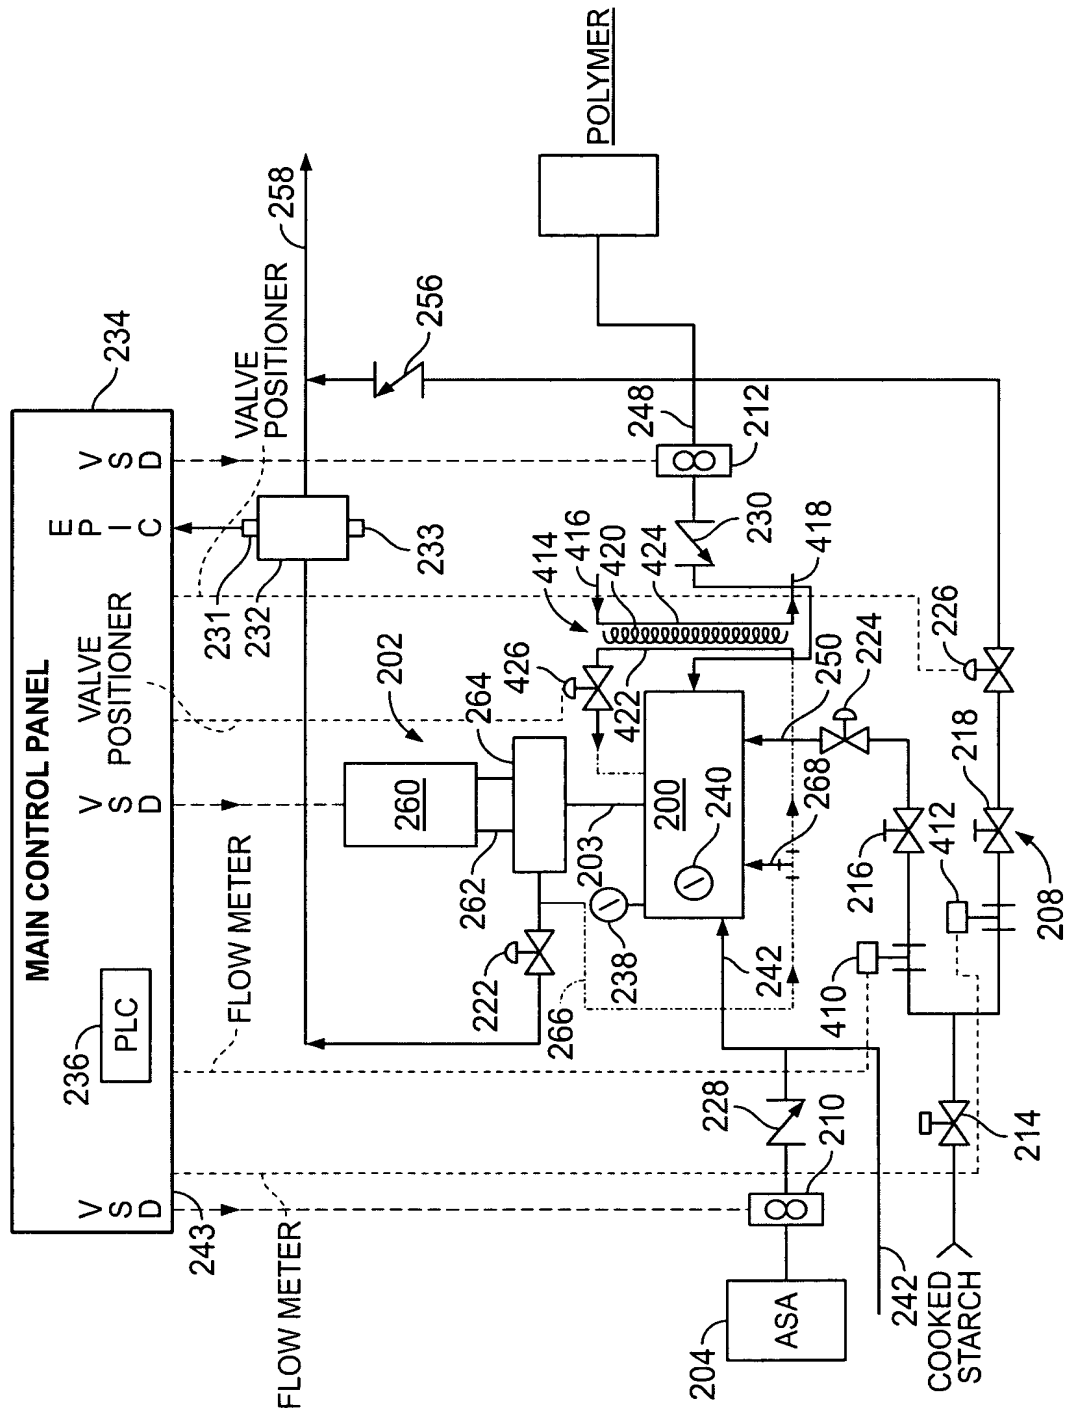 MAIN CONTROL PANEL
234
243
236
PLC
V
S
D
V
S
D
E
P
I
C
V
S
D
FLOW METER
FLOW METER
VALVE
POSITIONER
VALVE
POSITIONER
231
232
233
258
256
202
260
262
264
222
266
203
238
200
240
242
268
250
426
422
414
416
420
424
418
230
248
212
POLYMER
224
226
216
218
412
208
410
214
228
210
204
ASA
242
COOKED
STARCH